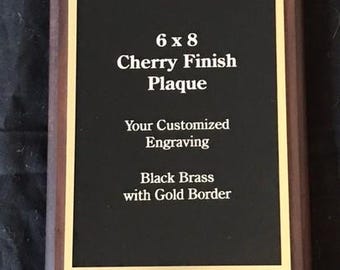 6 x 8
Cherry Finish
Plaque
Your Customized
Engraving
Black Brass
with Gold Border